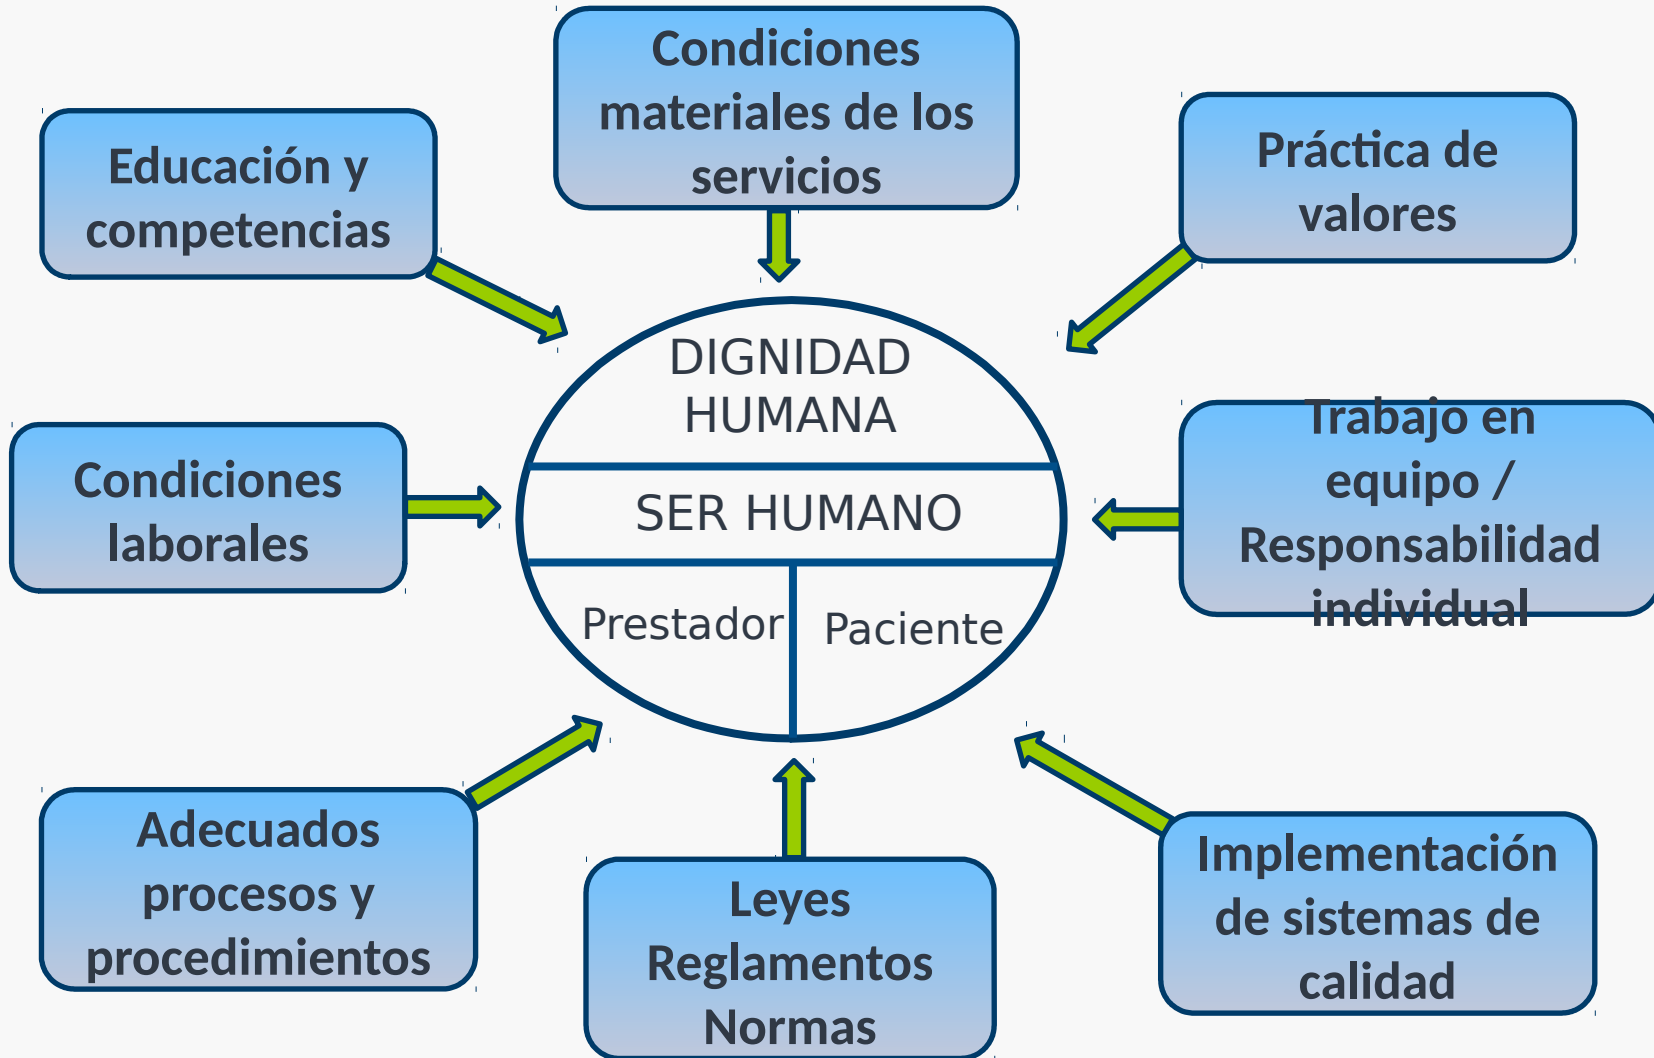 Condiciones
materiales de los
servicios
Educación y
competencias
Práctica de
valores
DIGNIDAD
HUMANA
Condiciones
laborales
SER HUMANO
Trabajo en
equipo /
Responsabilidad
individual
Prestador
Paciente
Adecuados
procesos y
procedimientos
Leyes
Reglamentos
Normas
Implementación
de sistemas de
calidad